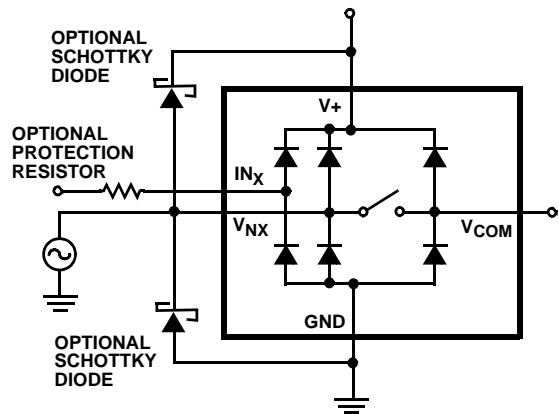 OPTIONAL
SCHOTTKY
DIODE
V+
OPTIONAL
PROTECTION
RESISTOR
INX
VNX
VCOM
GND
OPTIONAL
SCHOTTKY
DIODE